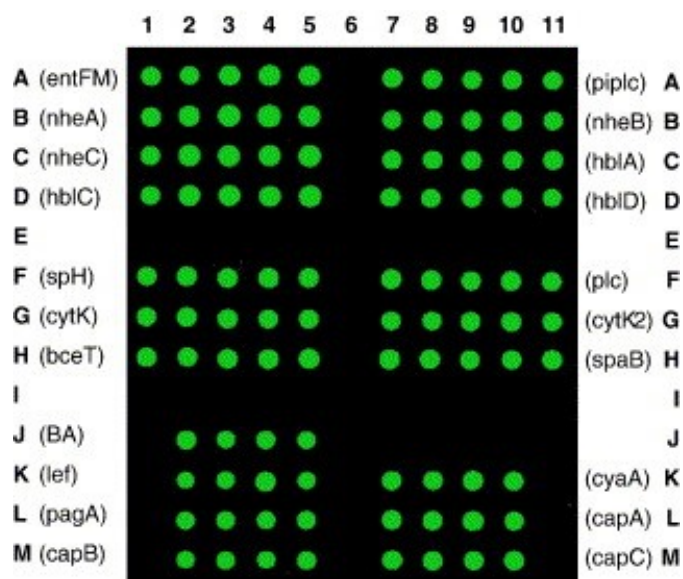 1 2 3 4 5 6 7 8 9 10 11
A (entFM) (piplc) A
B (nheA) (nheB) B
C (nheC) (hblA) C
D (hblC) (hblD) D
E E
F (spH) (plc) F
G (cytK) (cytK2) G
H (bceT) (spaB) H
I I
J (BA) J
K (lef) (cyaA) K
L (pagA) (capA) L
M (capB) (capC) M